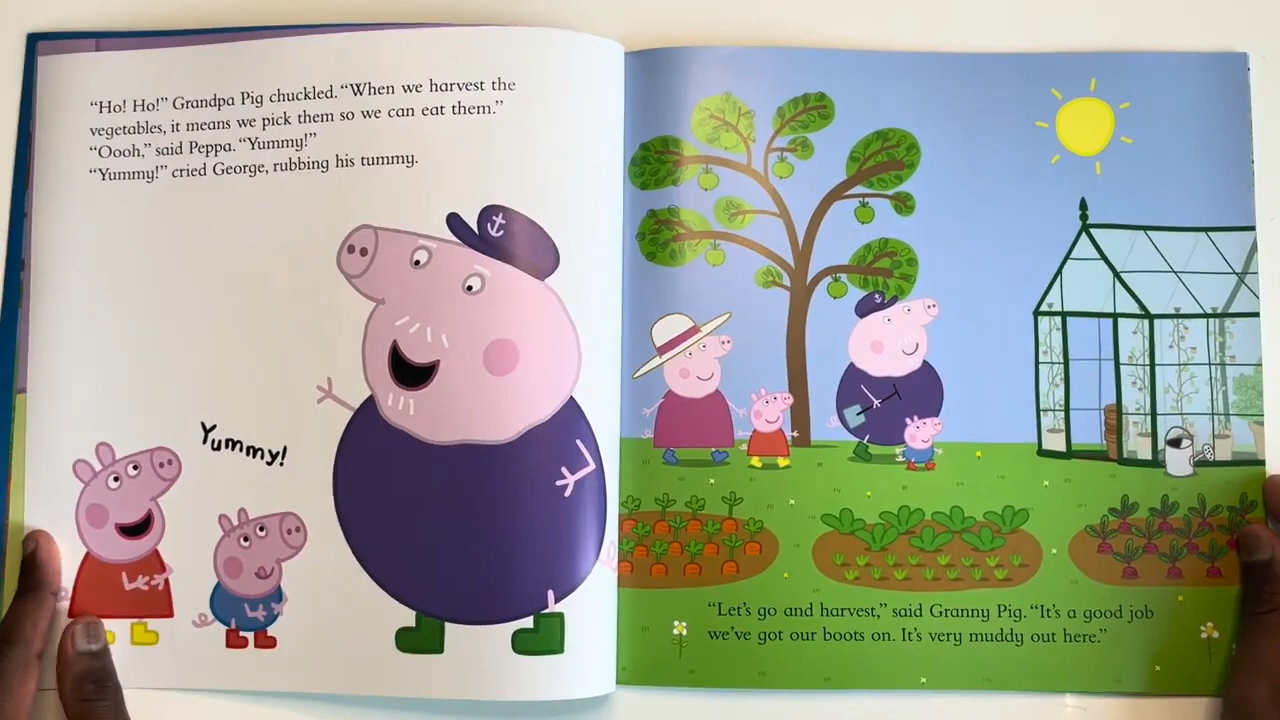 “Ho! Ho!” Grandpa Pig chuckled. “When we harvest the
vegetables, it means we pick them so we can eat them.”
“Oooh,” said Peppa. “Yummy!”
“Yummy!” cried George, rubbing his tummy.
Yummy!
“Let’s go and harvest,” said Granny Pig. “It’s a good job
we’ve got our boots on. It’s very muddy out here.”